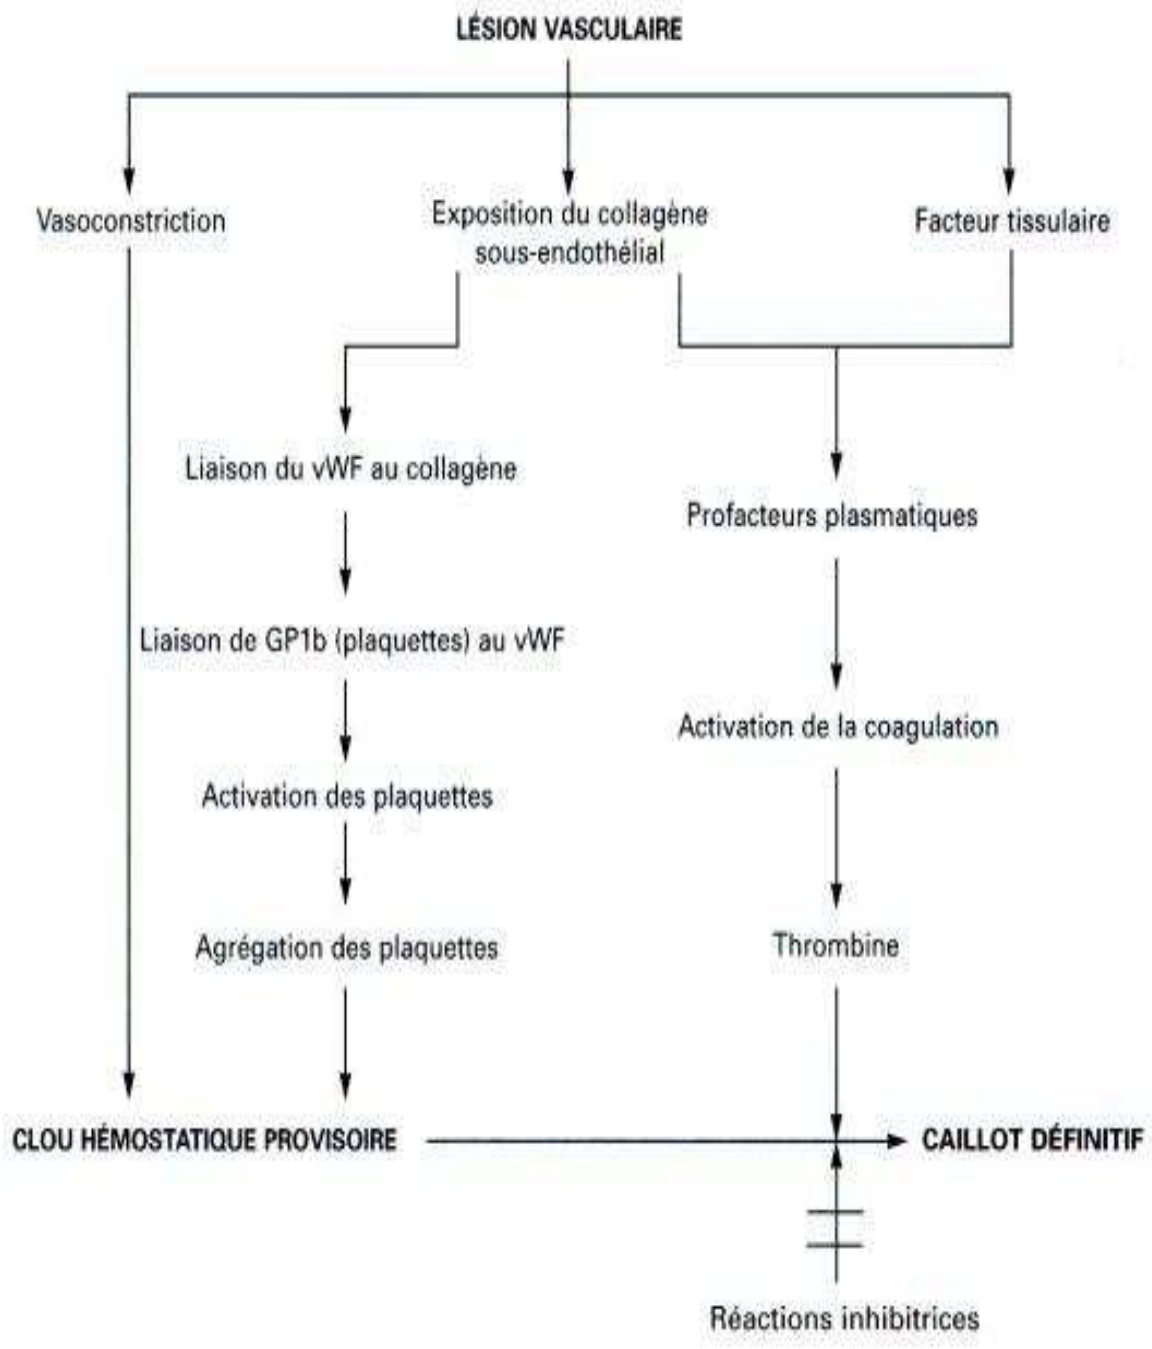 LÉSION VASCULAIRE
Vasoconstriction
Exposition du collagène
sous-endothélial
Facteur tissulaire
Liaison du vWF au collagène
Profacteurs plasmatiques
Liaison de GP1b (plaquettes) au vWF
Activation de la coagulation
Activation des plaquettes
Agrégation des plaquettes
Thrombine
CLOU HÉMOSTATIQUE PROVISOIRE
CAILLOT DÉFINITIF
Réactions inhibitrices